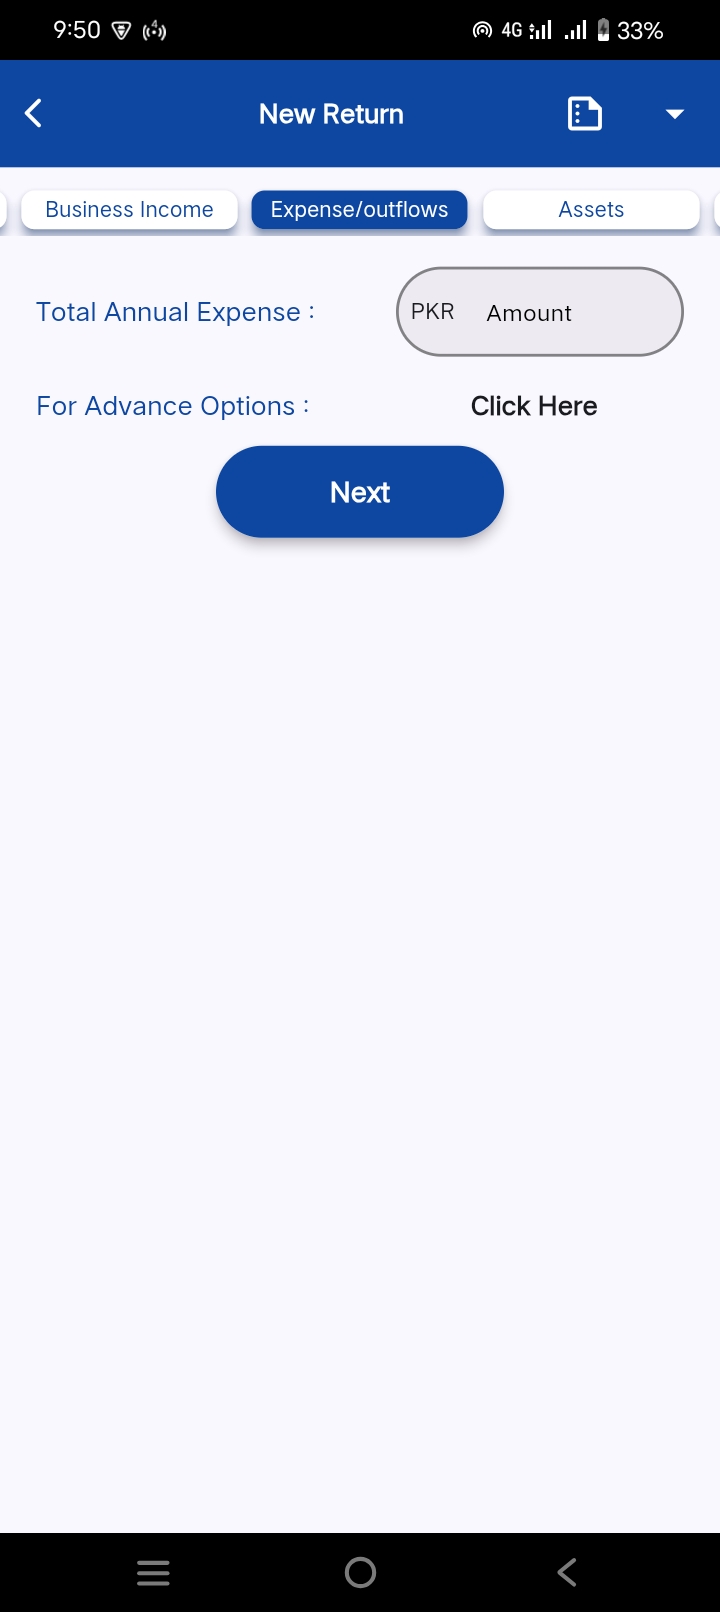 9:50 4 4G 33%
New Return
Business Income Expense/outflows Assets
Total Annual Expense : PKR Amount
For Advance Options : Click Here
Next